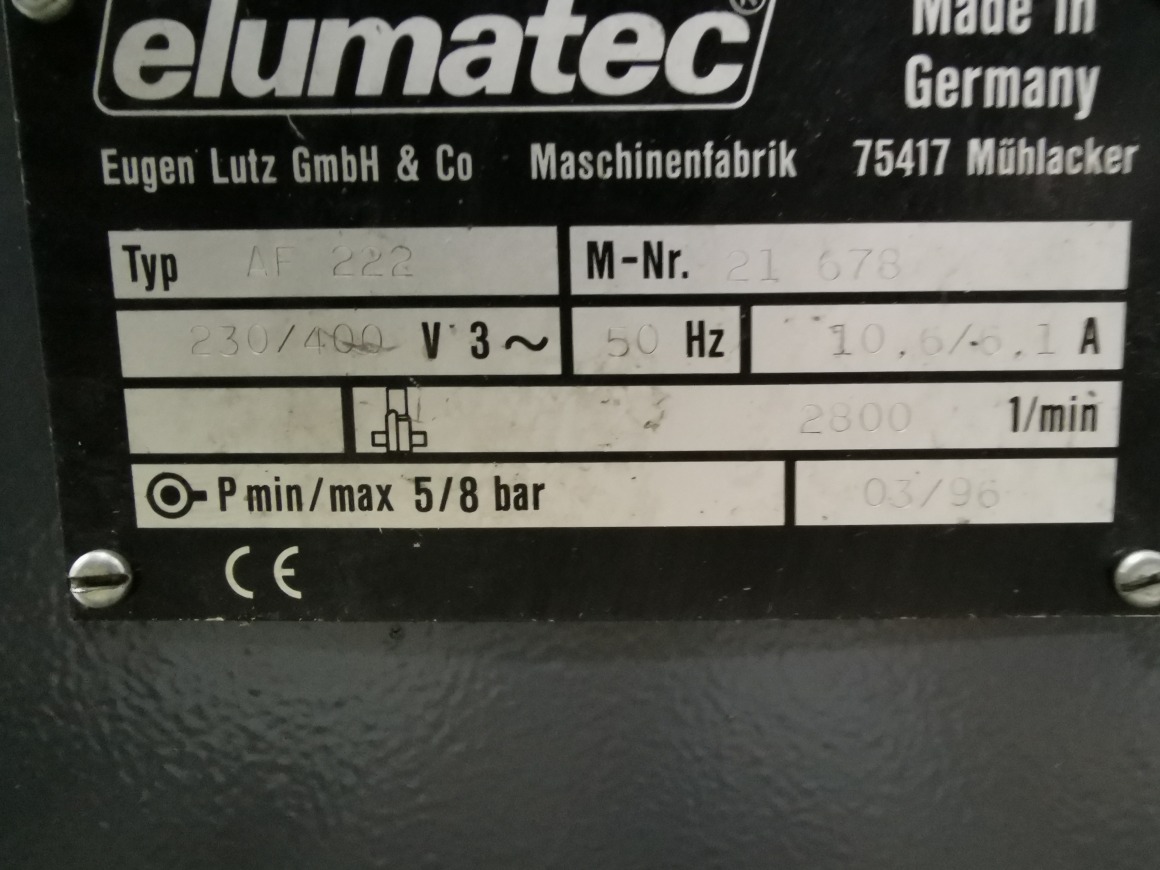 elumatec®
Made in
Germany
Eugen Lutz GmbH & Co Maschinenfabrik 75417 Mühlacker
Typ AF 222 M-Nr. 21 678
230/400 V 3~ 50 Hz 10,6/6,1 A
2800 1/min
P min/max 5/8 bar 03/96
CE